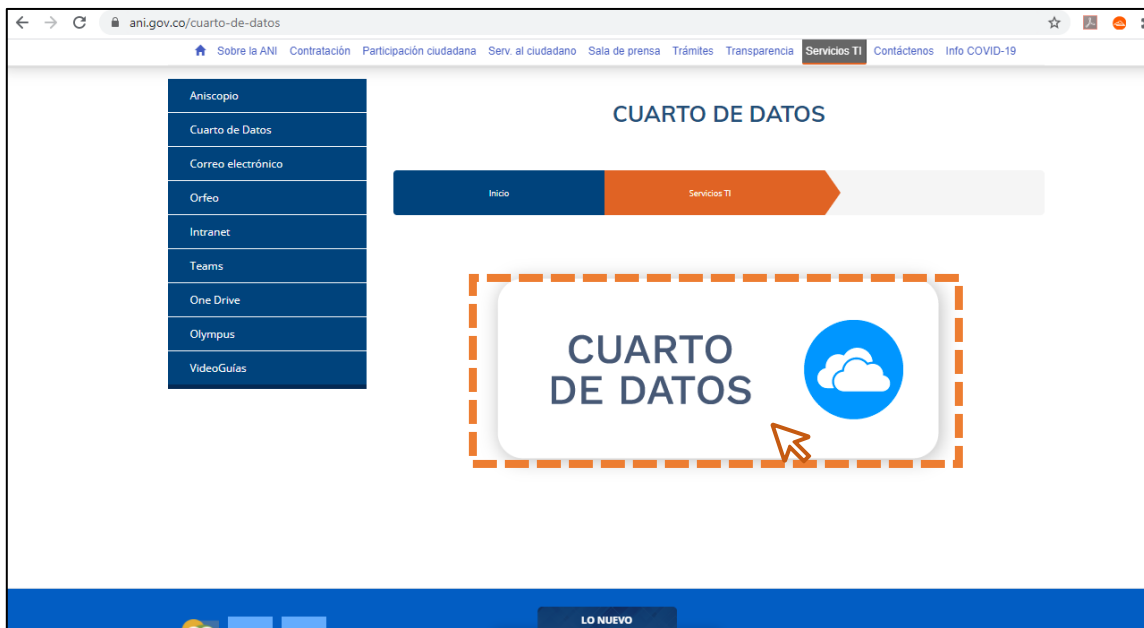 ani.gov.co/cuarto-de-datos
Sobre la ANI Contratación Participación ciudadana Serv. al ciudadano Sala de prensa Trámites Transparencia Servicios TI Contáctenos Info COVID-19
Aniscopio
Cuarto de Datos
Correo electrónico
Orfeo
Intranet
Teams
One Drive
Olympus
VideoGuías
CUARTO DE DATOS
Inicio Servicios TI
CUARTO
DE DATOS
LO NUEVO